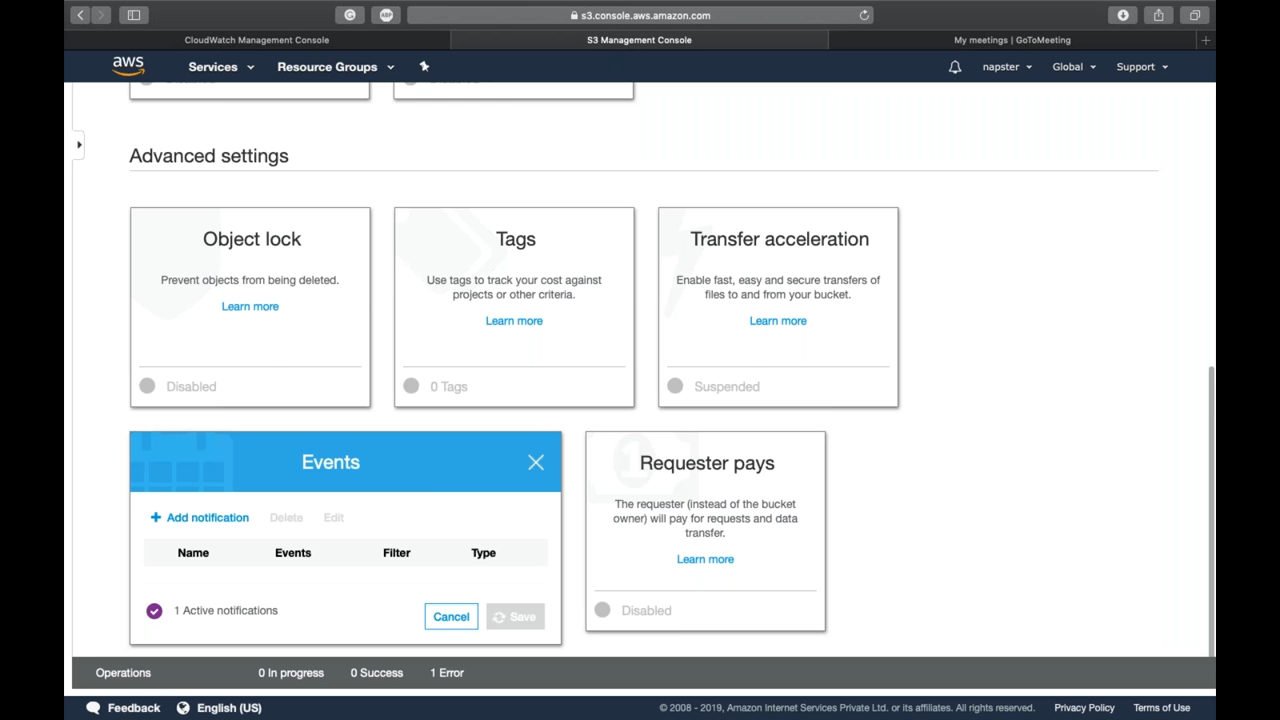 s3.console.aws.amazon.com
ABP
CloudWatch Management Console
S3 Management Console
My meetings | GoToMeeting
aws
Services
Resource Groups
napster
Global
Support
Advanced settings
Object lock
Prevent objects from being deleted.
Learn more
Disabled
Tags
Use tags to track your cost against
projects or other criteria.
Learn more
0 Tags
Transfer acceleration
Enable fast, easy and secure transfers of
files to and from your bucket.
Learn more
Suspended
Events
+ Add notification Delete Edit
Name Events Filter Type
1 Active notifications
Cancel
Save
Requester pays
The requester (instead of the bucket
owner) will pay for requests and data
transfer.
Learn more
Disabled
Operations 0 In progress 0 Success 1 Error
Feedback English (US)
© 2008 - 2019, Amazon Internet Services Private Ltd. or its affiliates. All rights reserved. Privacy Policy Terms of Use